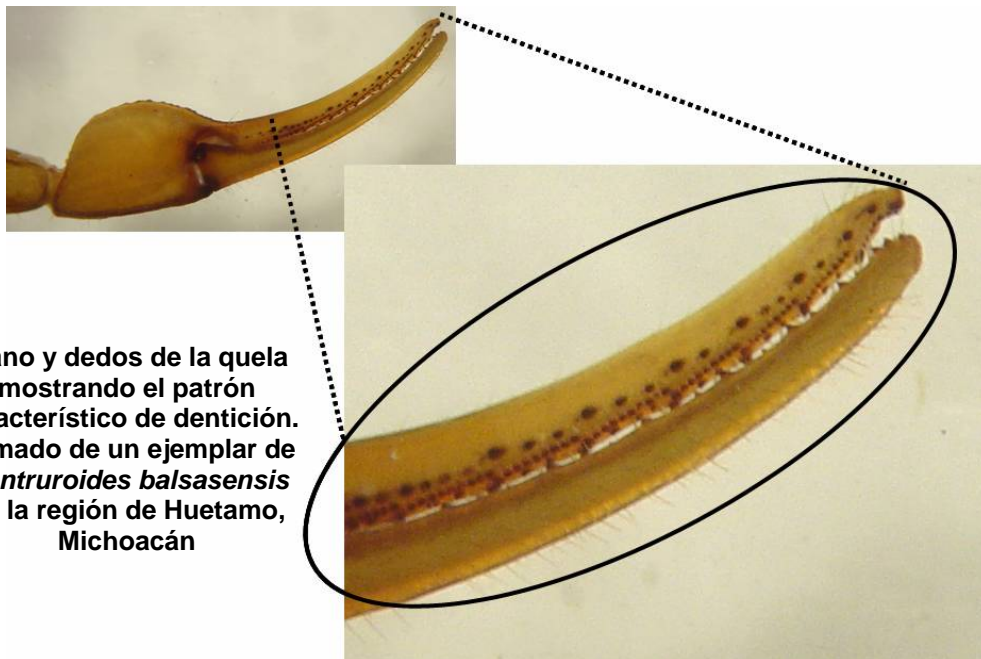 ano y dedos de la quela
mostrando el patrón
acterístico de dentición.
mado de un ejemplar de
ntruroides balsasensis
la región de Huetamo,
Michoacán